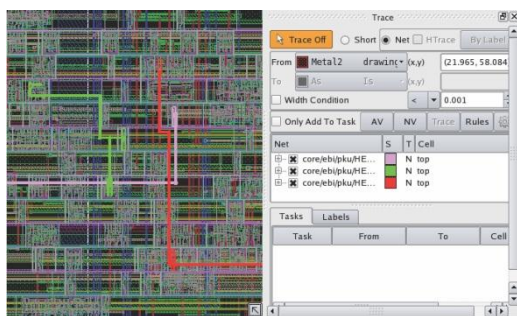 Trace
Trace Off Short Net HTrace By Label
From Metal2 drawing (x,y) (21.965, 58.084
To As Is (x,y)
Width Condition < 0.001
Only Add To Task AV NV Trace Rules
Net S T Cell
core/ebi/pku/HE... N top
core/ebi/pku/HE... N top
core/ebi/pku/HE... N top
Tasks Labels
Task From To Cell